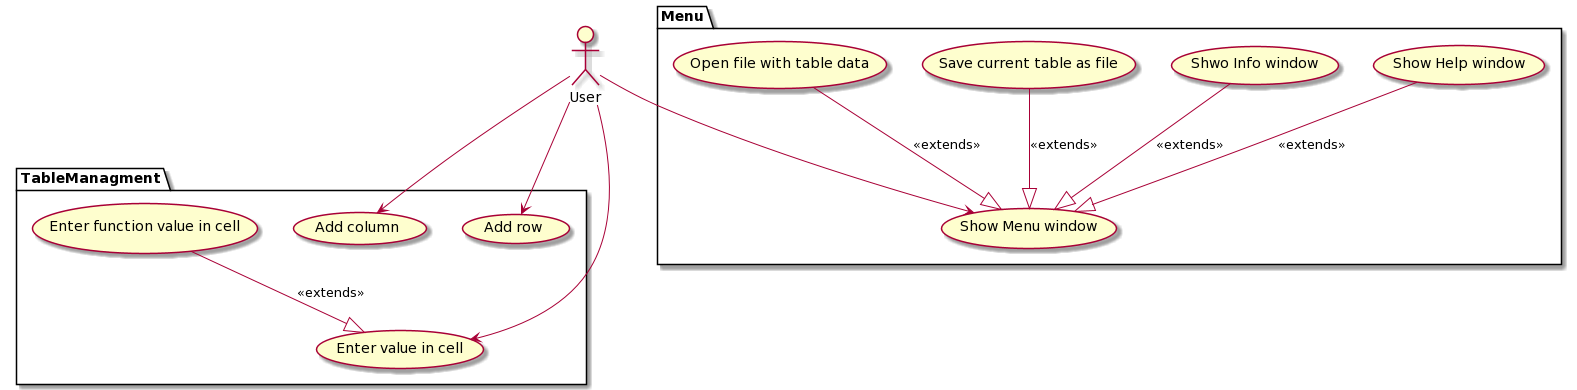 Menu
Open file with table data
Save current table as file
Shwo Info window
Show Help window
User
«extends»
«extends»
«extends»
«extends»
TableManagment
Enter function value in cell
Add column
Add row
Show Menu window
«extends»
Enter value in cell